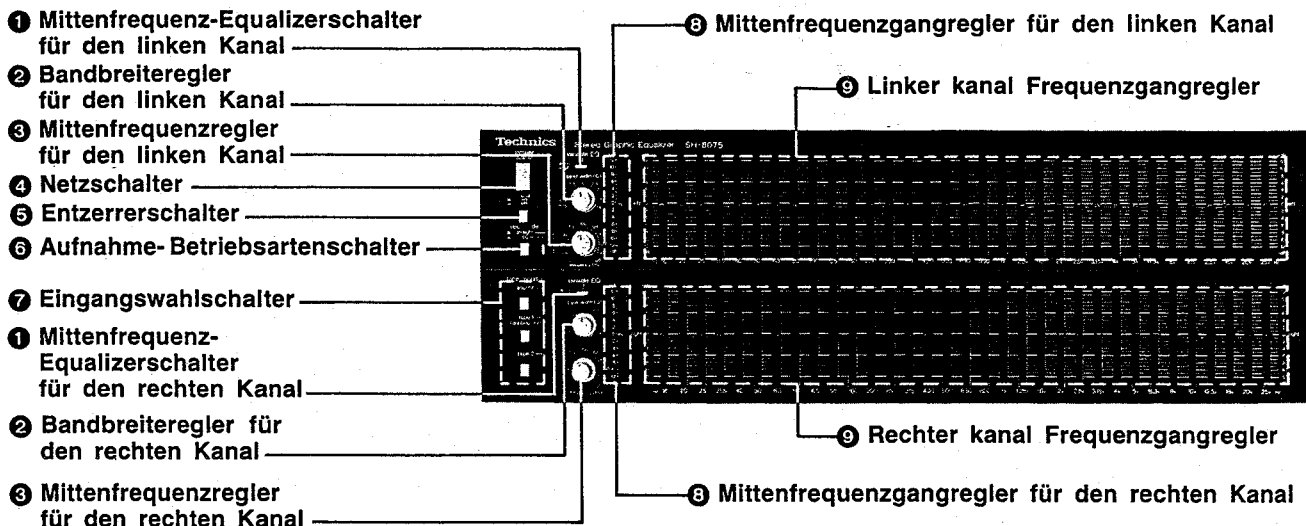 ❶ Mittenfrequenz-Equalizerschalter
für den linken Kanal
❷ Bandbreiteregler
für den linken Kanal
❸ Mittenfrequenzregler
für den linken Kanal
❹ Netzschalter
❺ Entzerrerschalter
❻ Aufnahme-Betriebsartenschalter
❼ Eingangswahlschalter
❶ Mittenfrequenz-
Equalizerschalter
für den rechten Kanal
❷ Bandbreiteregler für
den rechten Kanal
❸ Mittenfrequenzregler
für den rechten Kanal
❽ Mittenfrequenzgangregler für den linken Kanal
❾ Linker kanal Frequenzgangregler
Technics
Stereo Graphic Equalizer SH-8075
❾ Rechter kanal Frequenzgangregler
❽ Mittenfrequenzgangregler für den rechten Kanal